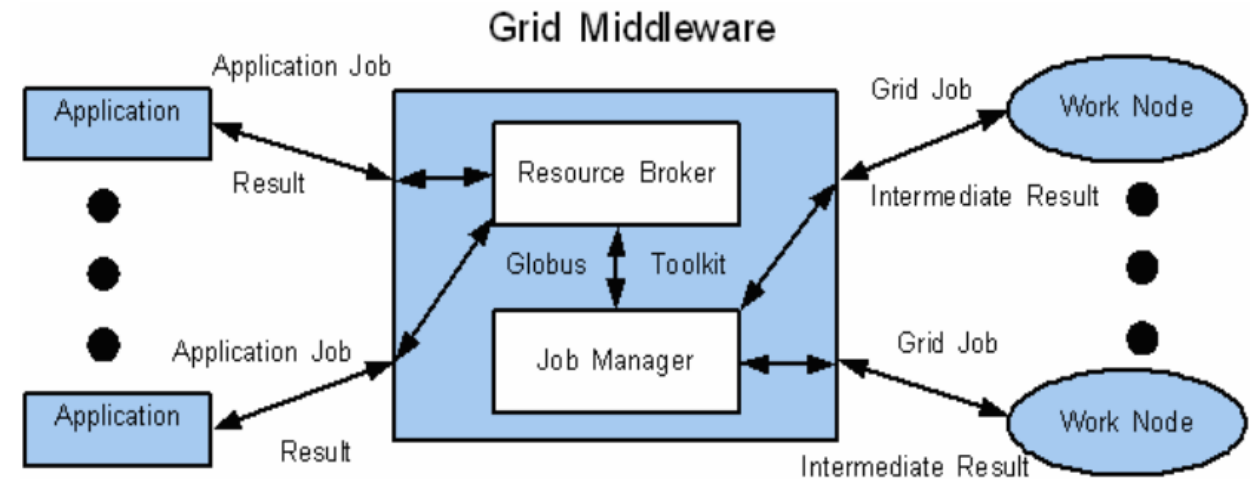 Grid Middleware
Application Job
Application
Result
Resource Broker
Grid Job
Work Node
Intermediate Result
Globus Toolkit
Application Job
Application
Result
Job Manager
Grid Job
Work Node
Intermediate Result